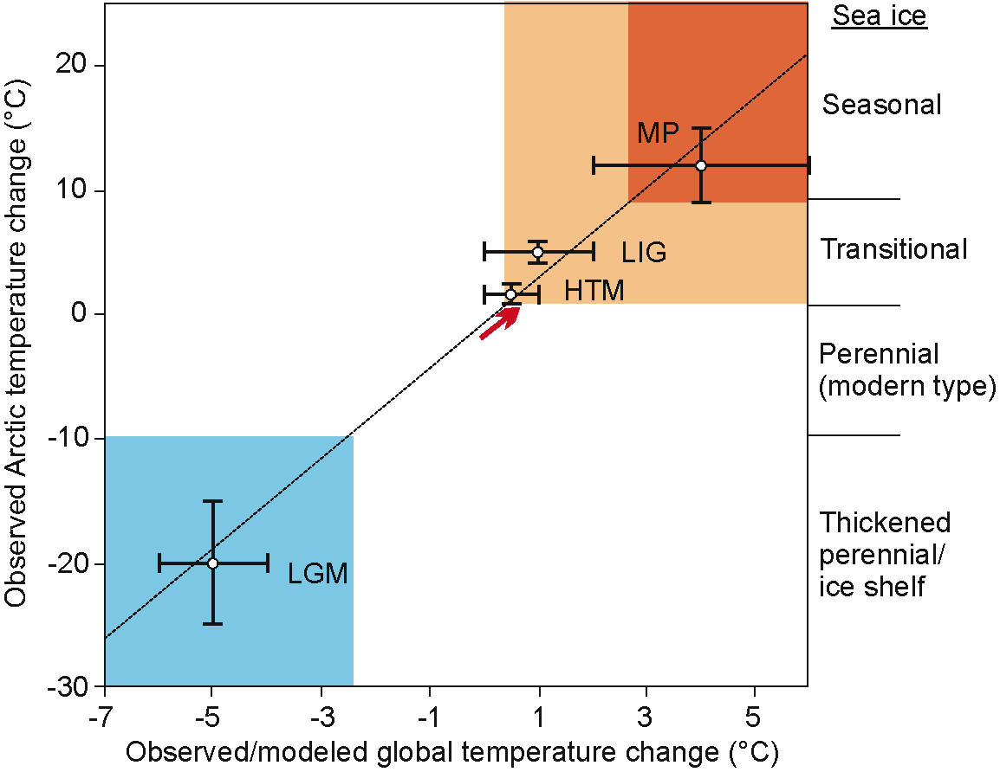 Sea ice
20
Seasonal
MP
10
Transitional
LIG
HTM
0
Perennial
(modern type)
-10
Thickened
perennial/
ice shelf
-20
LGM
-30
-7
-5
-3
-1
1
3
5
Observed Arctic temperature change (°C)
Observed/modeled global temperature change (°C)